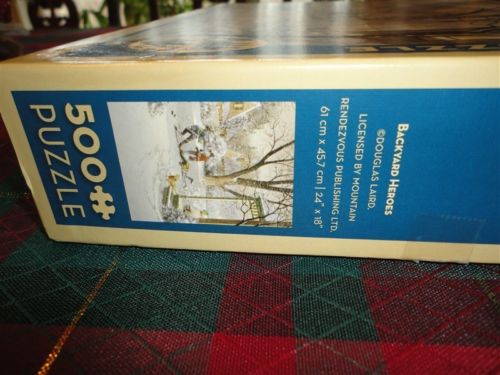 500
PUZZLE
BACKYARD HEROES
©DOUGLAS LAIRD,
LICENSED BY MOUNTAIN
RENDEZVOUS PUBLISHING LTD.
61 cm x 45.7 cm | 24" x 18"